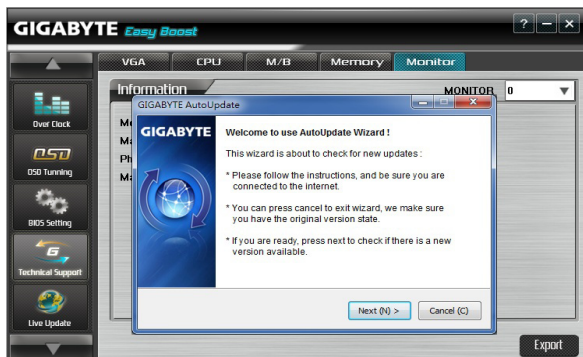 GIGABYTE Easy Boost
? – ×
VGA CPU M/B Memory Monitor
Information
MONITOR 0
Over Clock
OSD Tunning
BIOS Setting
Technical Support
Live Update
GIGABYTE AutoUpdate
GIGABYTE
Welcome to use AutoUpdate Wizard !
This wizard is about to check for new updates :
* Please follow the instructions, and be sure you are
connected to the internet.
* You can press cancel to exit wizard, we make sure
you have the original version state.
* If you are ready, press next to check if there is a new
version available.
Next (N) >
Cancel (C)
Export